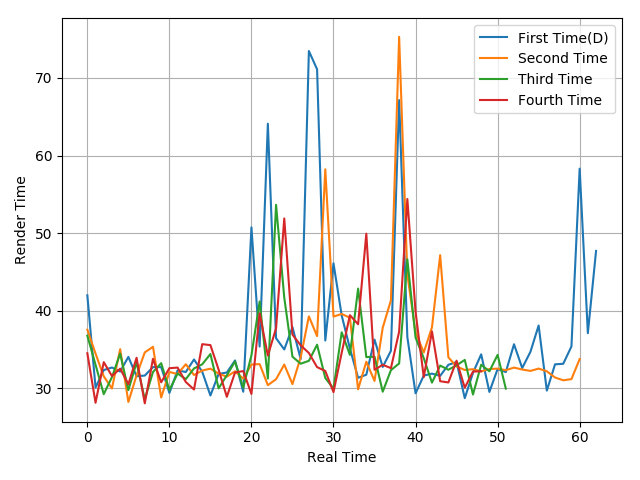 First Time(D)
Second Time
Third Time
Fourth Time
70
60
50
40
30
Render Time
0 10 20 30 40 50 60
Real Time